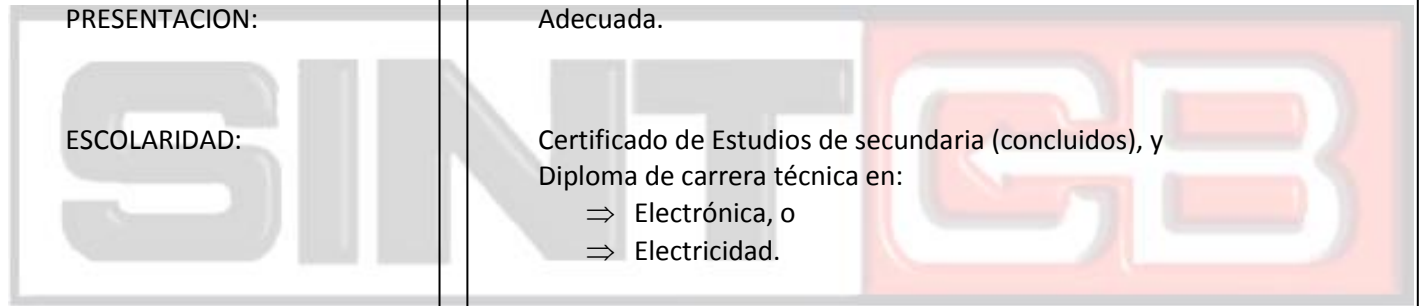 PRESENTACION: Adecuada.
ESCOLARIDAD: Certificado de Estudios de secundaria (concluidos), y
Diploma de carrera técnica en:
⇒ Electrónica, o
⇒ Electricidad.
SINTCB